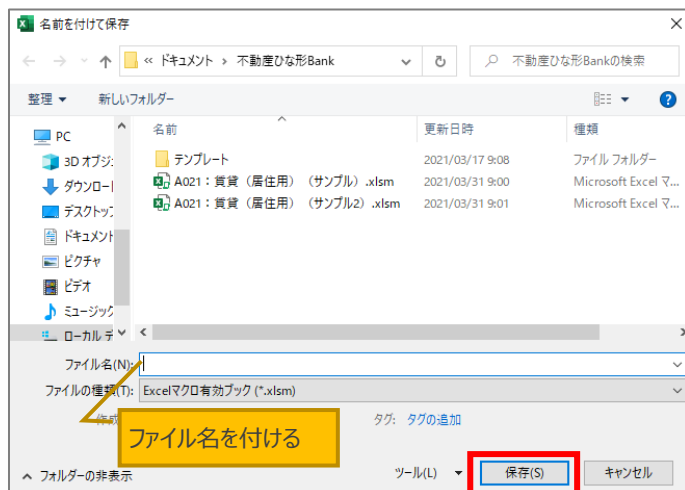 名前を付けて保存
« ドキュメント › 不動産ひな形Bank
不動産ひな形Bankの検索
整理 新しいフォルダー
名前 更新日時 種類
PC
3D オブジ
ダウンロー
デスクトップ
ドキュメント
ピクチャ
ビデオ
ミュージック
ローカル デ
テンプレート 2021/03/17 9:08 ファイル フォルダー
A021：賃貸（居住用）（サンプル）.xlsm 2021/03/31 9:00 Microsoft Excel マ...
A021：賃貸（居住用）（サンプル2）.xlsm 2021/03/31 9:01 Microsoft Excel マ...
ファイル名(N):
ファイルの種類(T): Excelマクロ有効ブック (*.xlsm)
作成
タグ: タグの追加
ファイル名を付ける
フォルダーの非表示
ツール(L) 保存(S) キャンセル